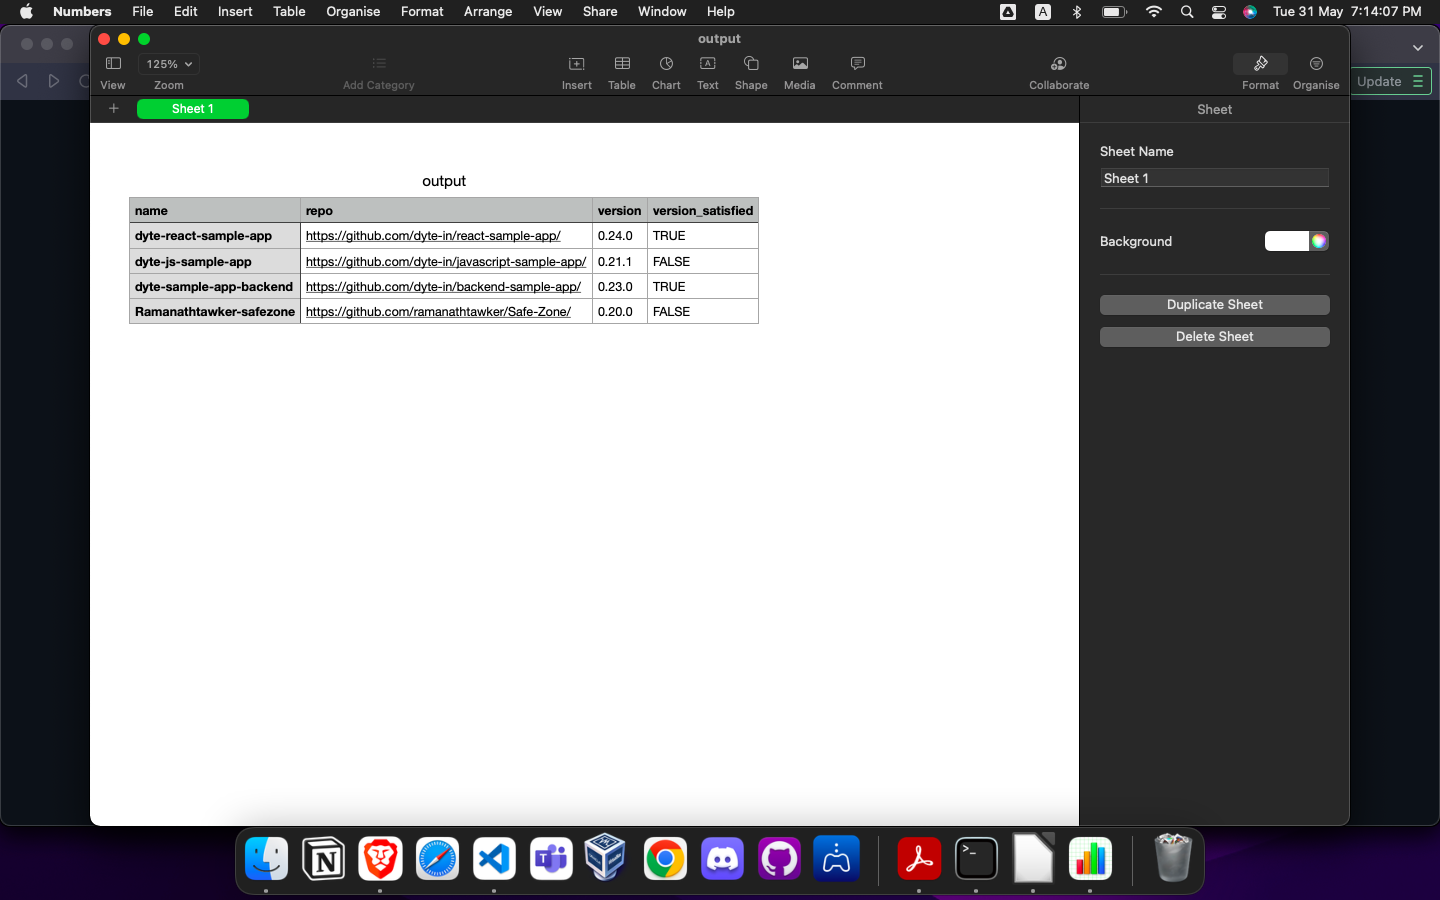 Numbers File Edit Insert Table Organise Format Arrange View Share Window Help A Tue 31 May 7:14:07 PM
output
125%
View Zoom Add Category Insert Table Chart Text Shape Media Comment Collaborate Format Organise
Update
Sheet 1
Sheet
Sheet Name
Sheet 1
Background
Duplicate Sheet
Delete Sheet
output
name repo version version_satisfied
dyte-react-sample-app https://github.com/dyte-in/react-sample-app/ 0.24.0 TRUE
dyte-js-sample-app https://github.com/dyte-in/javascript-sample-app/ 0.21.1 FALSE
dyte-sample-app-backend https://github.com/dyte-in/backend-sample-app/ 0.23.0 TRUE
Ramanathtawker-safezone https://github.com/ramanathtawker/Safe-Zone/ 0.20.0 FALSE